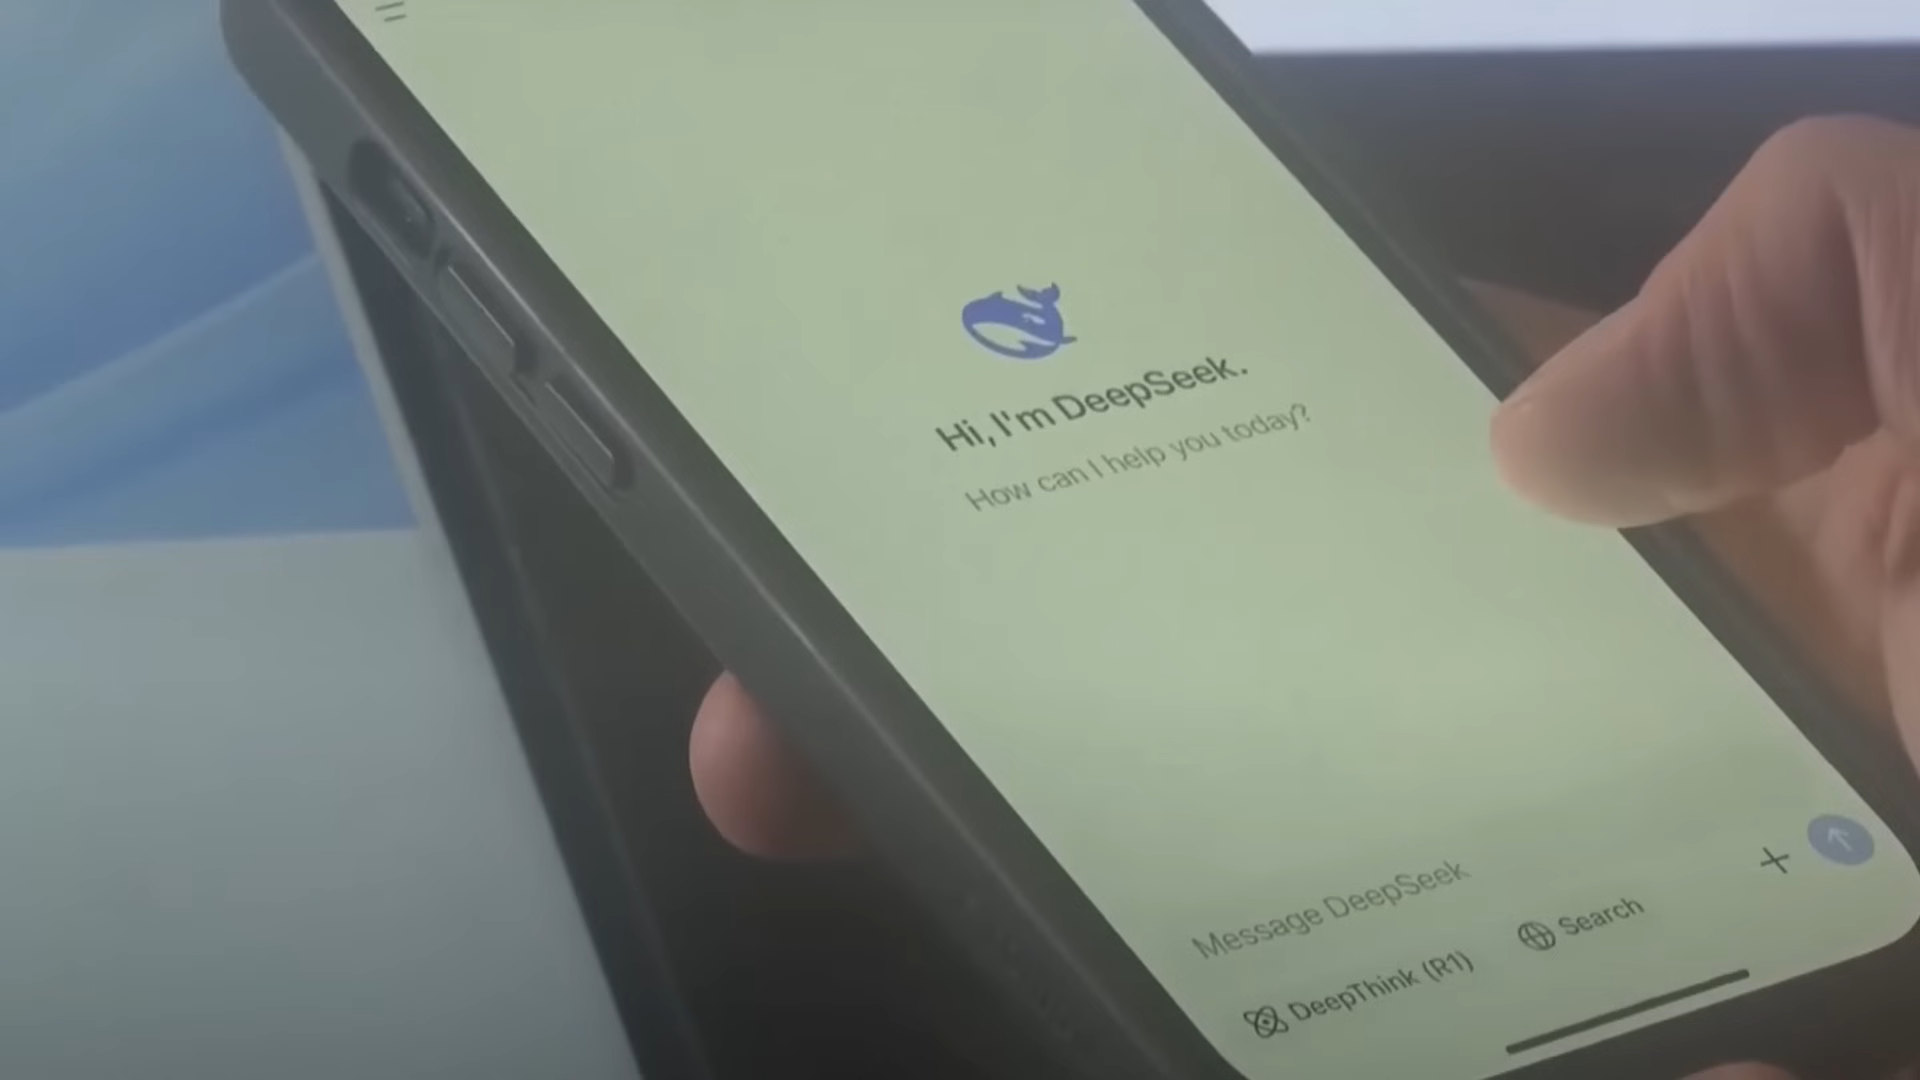 Hi, I'm DeepSeek.
How can I help you today?
Message DeepSeek
DeepThink (R1)
Search